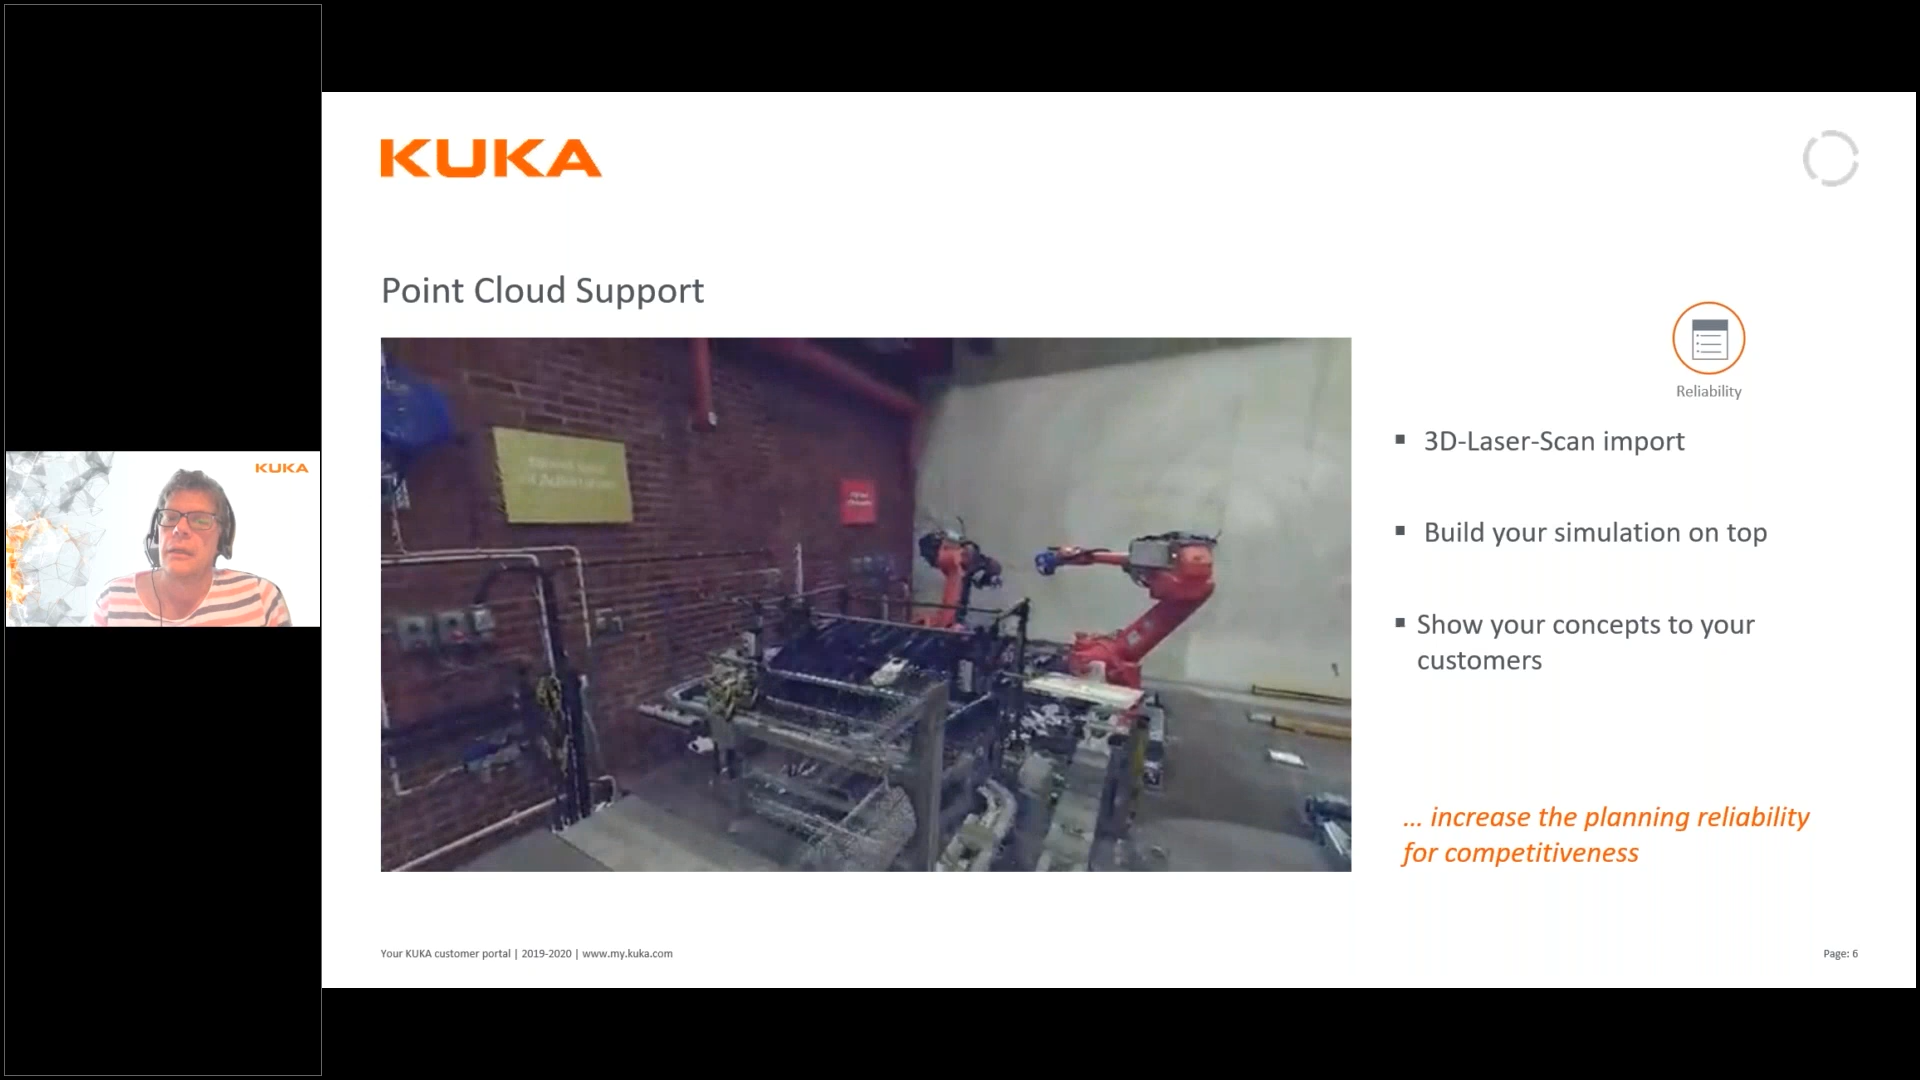 KUKA
KUKA
Point Cloud Support
Reliability
▪ 3D-Laser-Scan import
▪ Build your simulation on top
▪ Show your concepts to your
customers
... increase the planning reliability
for competitiveness
Your KUKA customer portal | 2019-2020 | www.my.kuka.com
Page: 6